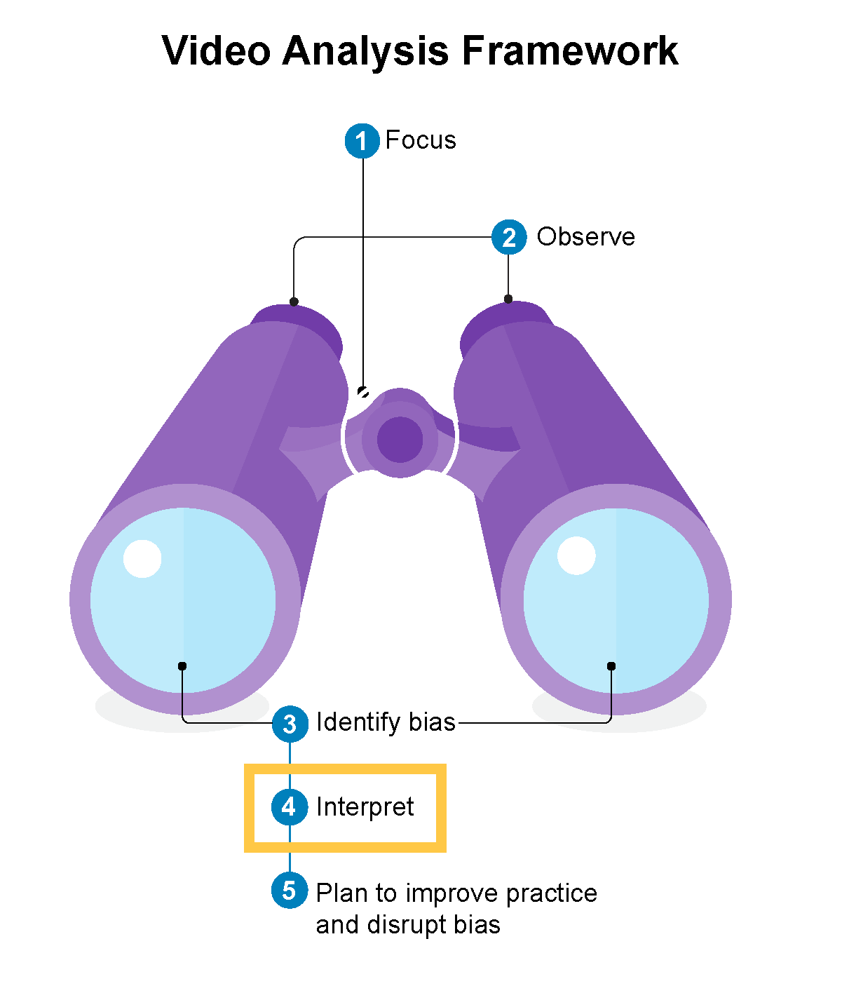 Video Analysis Framework
1 Focus
2 Observe
3 Identify bias
4 Interpret
5 Plan to improve practice
and disrupt bias